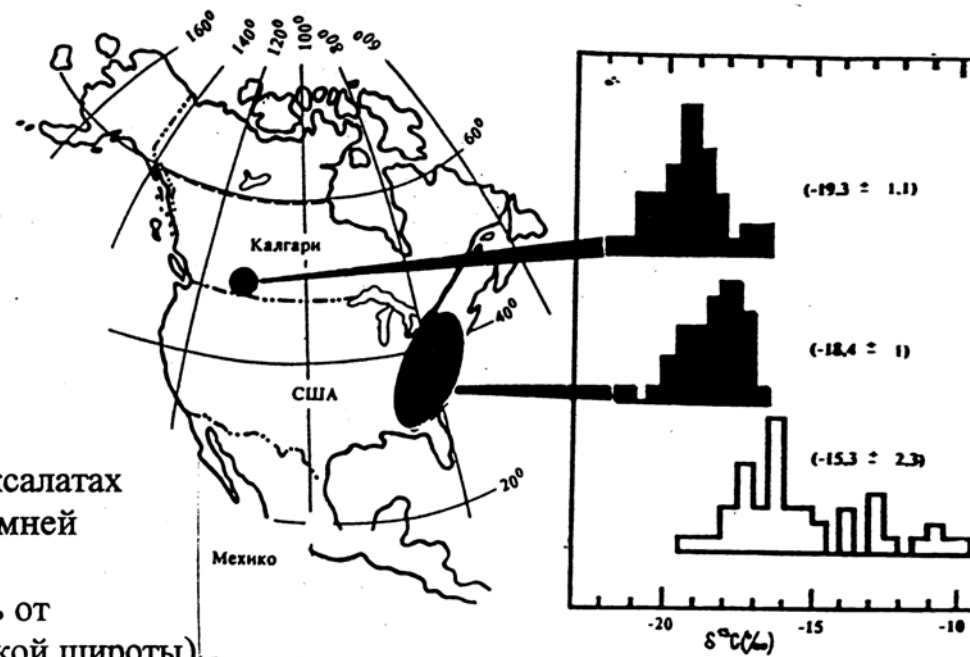 160°
140°
120°
100°
80°
60°
60°
Калгари
40°
США
20°
Мехико
(-19.3 ± 1.1)
(-18.4 ± 1)
(-15.3 ± 2.3)
-20
-15
-10
δ¹³C(‰)
ксалатах
мней
от
кой широты)